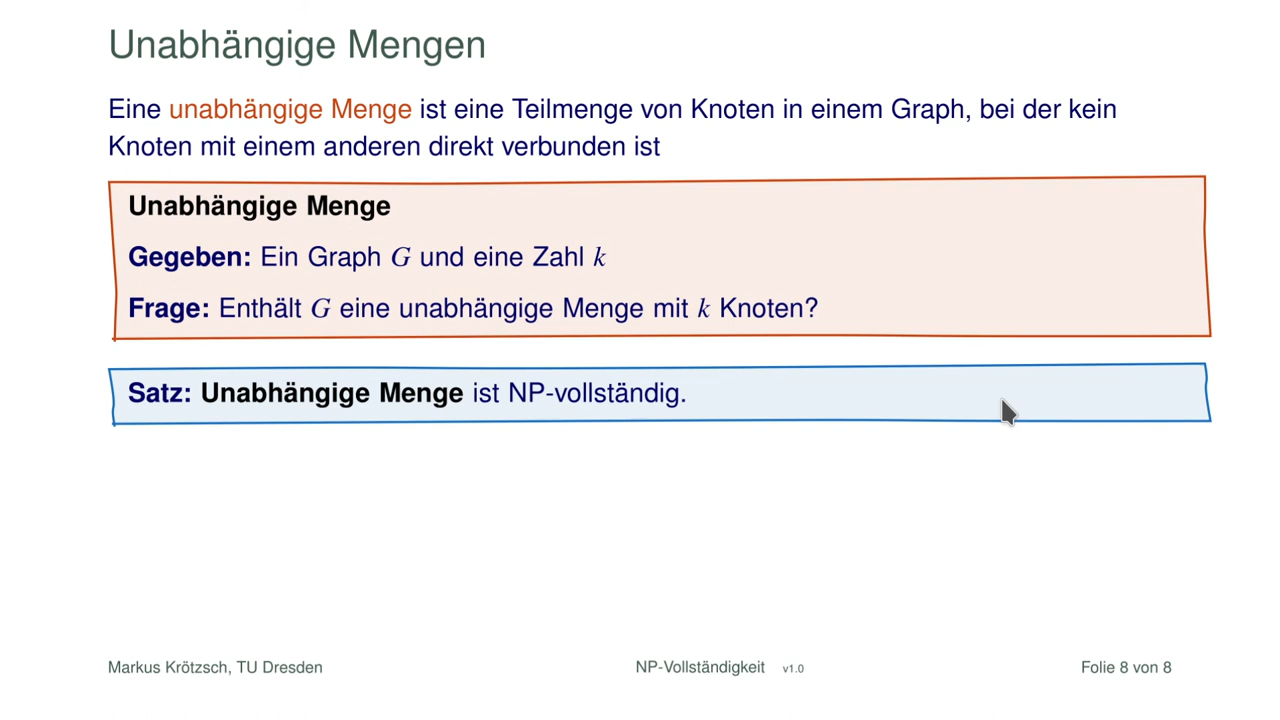 Unabhängige Mengen
Eine unabhängige Menge ist eine Teilmenge von Knoten in einem Graph, bei der kein
Knoten mit einem anderen direkt verbunden ist
Unabhängige Menge
Gegeben: Ein Graph G und eine Zahl k
Frage: Enthält G eine unabhängige Menge mit k Knoten?
Satz: Unabhängige Menge ist NP-vollständig.
Markus Krötzsch, TU Dresden NP-Vollständigkeit v1.0 Folie 8 von 8